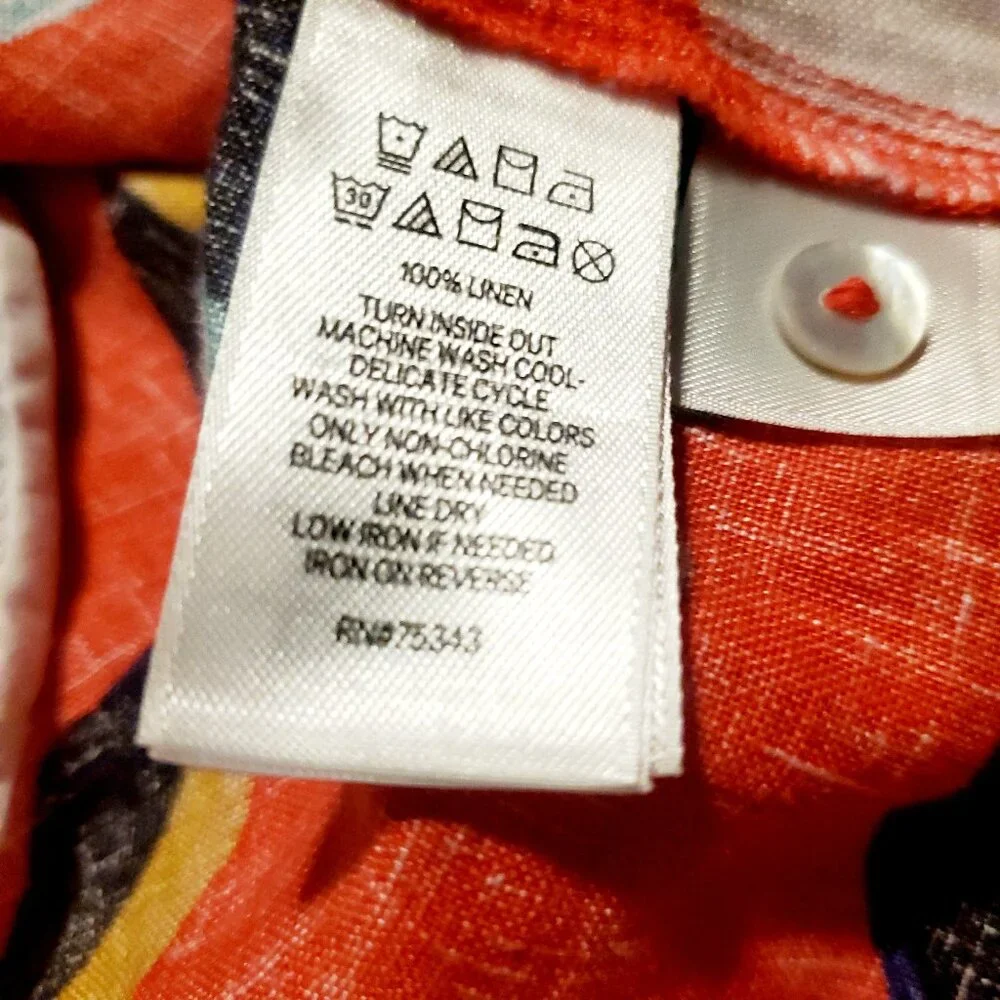 30
100% LINEN
TURN INSIDE OUT
MACHINE WASH COOL-
DELICATE CYCLE
WASH WITH LIKE COLORS
ONLY NON-CHLORINE
BLEACH WHEN NEEDED
LINE DRY
LOW IRON IF NEEDED
IRON ON REVERSE
RN#75343